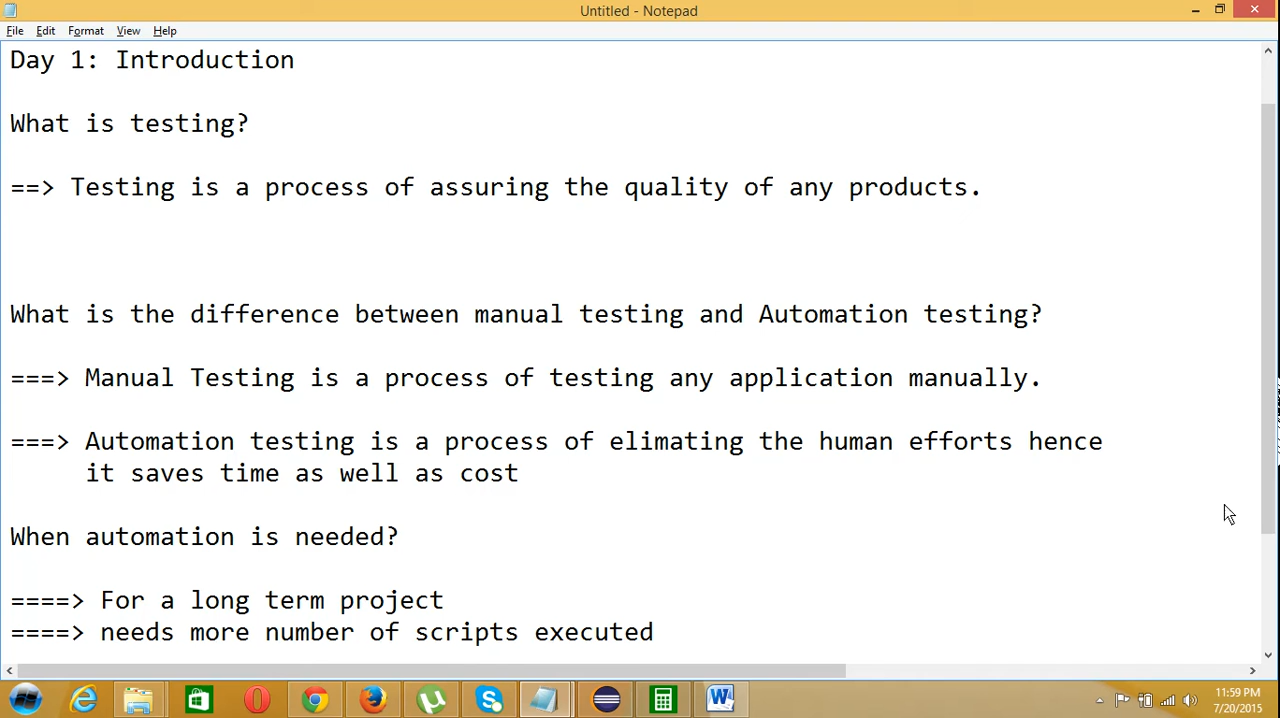 Untitled - Notepad
File Edit Format View Help
Day 1: Introduction
What is testing?
==> Testing is a process of assuring the quality of any products.
What is the difference between manual testing and Automation testing?
===> Manual Testing is a process of testing any application manually.
===> Automation testing is a process of elimating the human efforts hence
it saves time as well as cost
When automation is needed?
====> For a long term project
====> needs more number of scripts executed
11:59 PM
7/20/2015